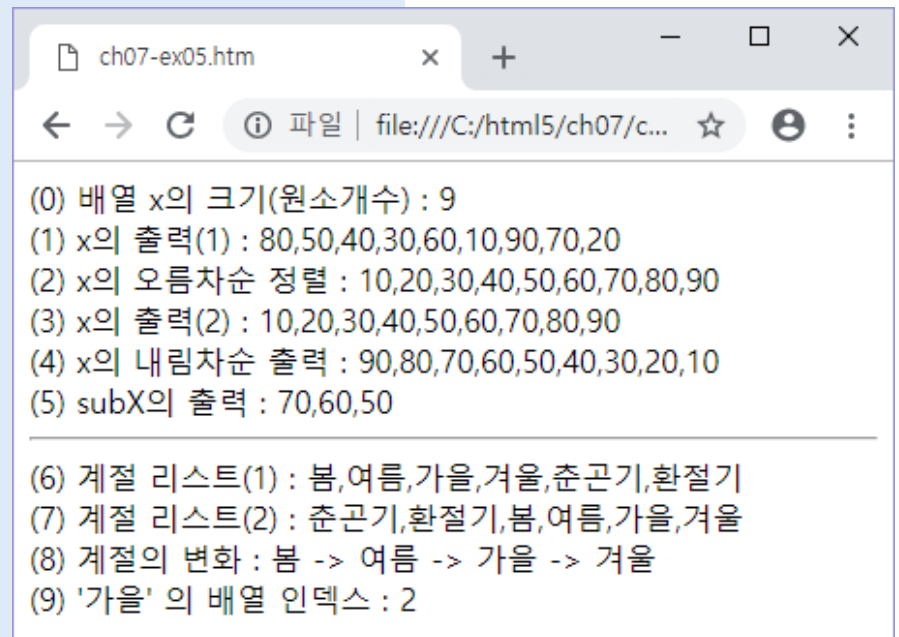 ch07-ex05.htm
파일 | file:///C:/html5/ch07/c...
(0) 배열 x의 크기(원소개수) : 9
(1) x의 출력(1) : 80,50,40,30,60,10,90,70,20
(2) x의 오름차순 정렬 : 10,20,30,40,50,60,70,80,90
(3) x의 출력(2) : 10,20,30,40,50,60,70,80,90
(4) x의 내림차순 출력 : 90,80,70,60,50,40,30,20,10
(5) subX의 출력 : 70,60,50
(6) 계절 리스트(1) : 봄,여름,가을,겨울,춘곤기,환절기
(7) 계절 리스트(2) : 춘곤기,환절기,봄,여름,가을,겨울
(8) 계절의 변화 : 봄 -> 여름 -> 가을 -> 겨울
(9) '가을' 의 배열 인덱스 : 2